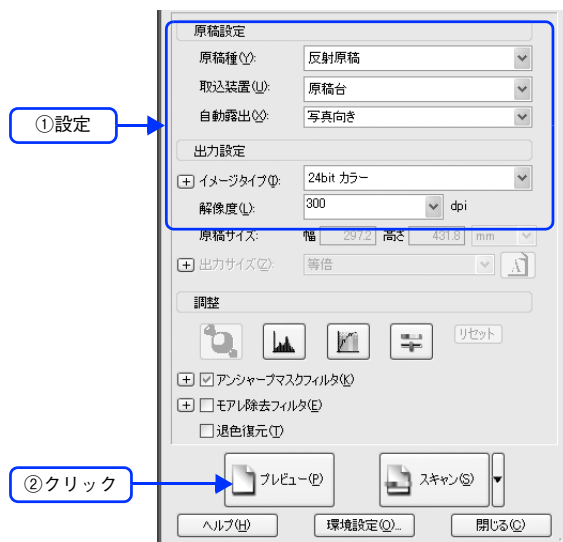 原稿設定
原稿種(Y): 反射原稿
取込装置(U): 原稿台
自動露出(X): 写真向き
①設定
出力設定
イメージタイプ(I): 24bit カラー
解像度(L): 300 dpi
原稿サイズ: 幅 297.2 高さ 431.8 mm
出力サイズ(Z): 等倍
調整
リセット
アンシャープマスクフィルタ(K)
モアレ除去フィルタ(E)
退色復元(T)
②クリック
プレビュー(P) スキャン(S)
ヘルプ(H) 環境設定(O)... 閉じる(C)